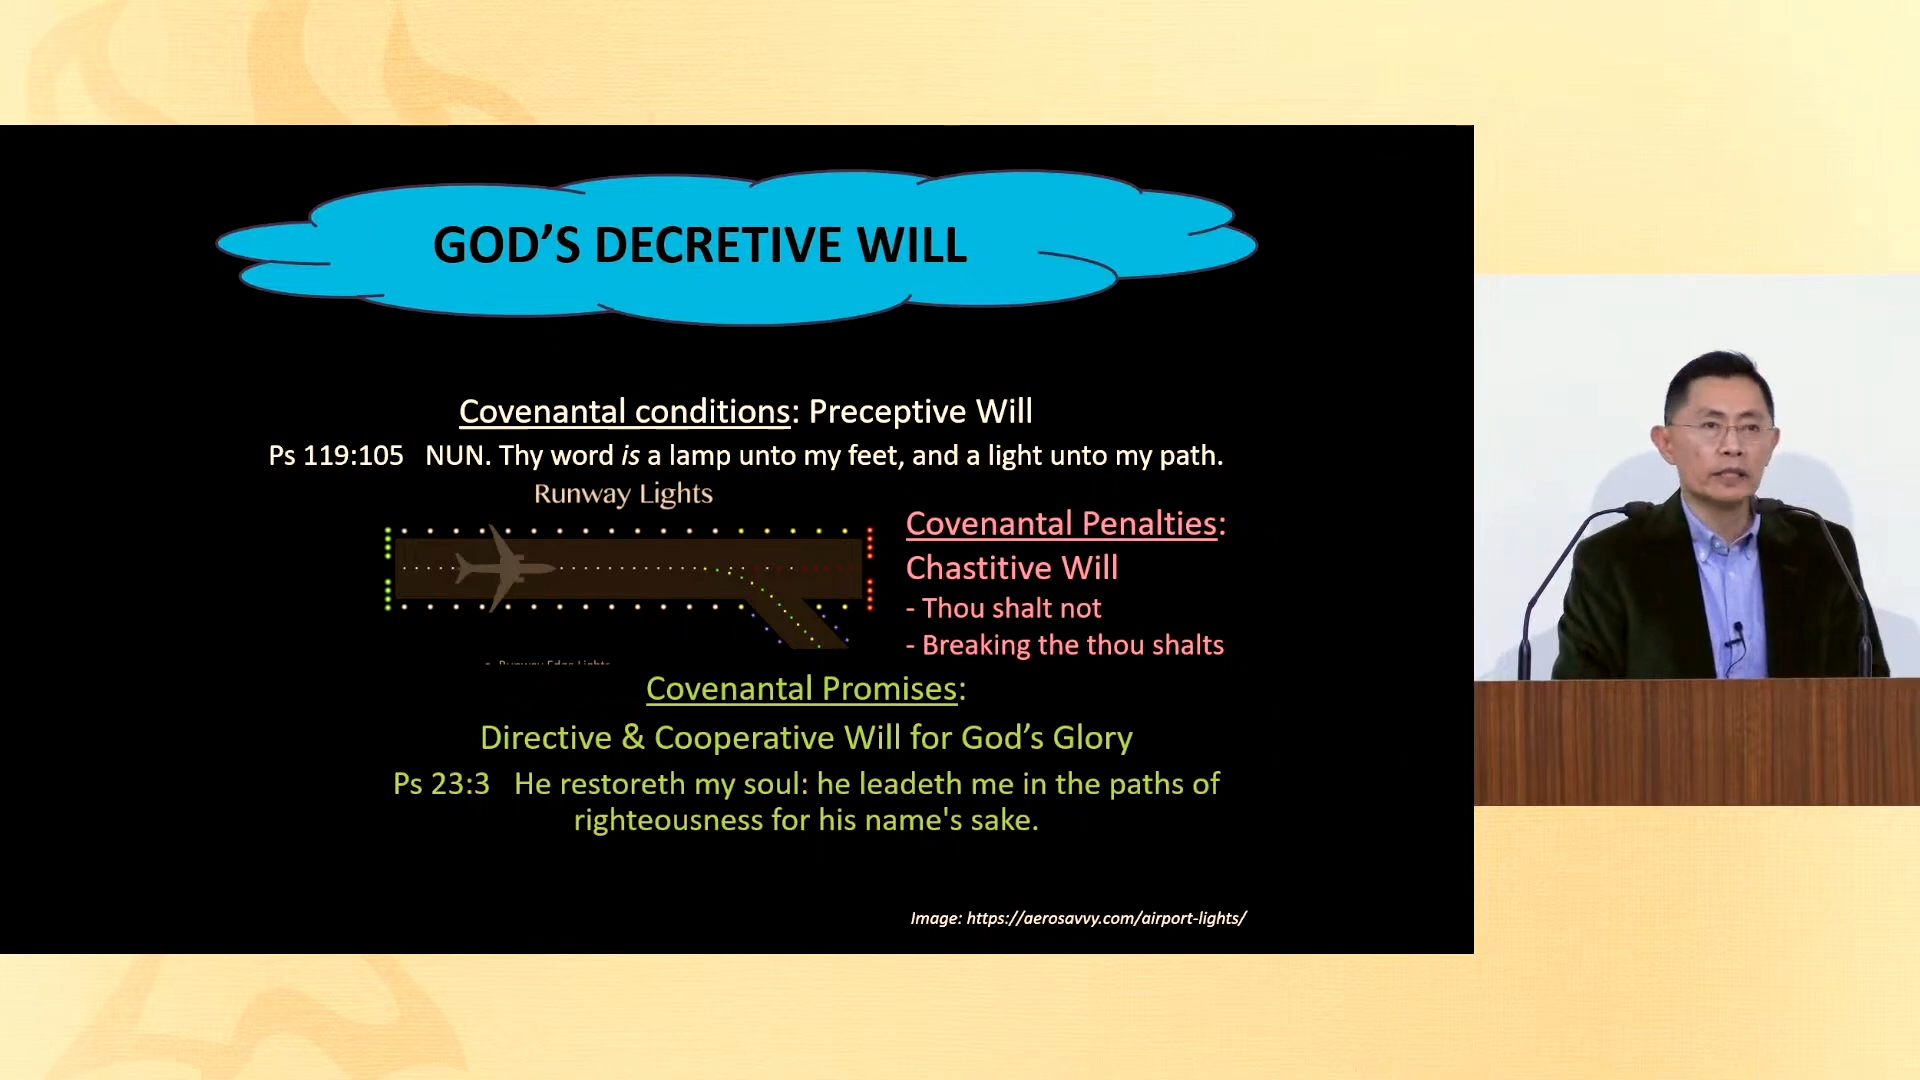 GOD’S DECRETIVE WILL
Covenantal conditions: Preceptive Will
Ps 119:105 NUN. Thy word is a lamp unto my feet, and a light unto my path.
Runway Lights
Covenantal Penalties:
Chastitive Will
- Thou shalt not
- Breaking the thou shalts
Runway Edge Lights
Covenantal Promises:
Directive & Cooperative Will for God’s Glory
Ps 23:3 He restoreth my soul: he leadeth me in the paths of
righteousness for his name's sake.
Image: https://aerosavvy.com/airport-lights/